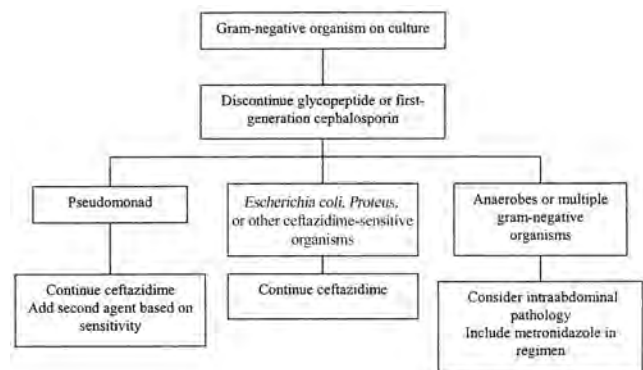 Gram-negative organism on culture
Discontinue glycopeptide or first-
generation cephalosporin
Pseudomonad
Escherichia coli, Proteus,
or other ceftazidime-sensitive
organisms
Anaerobes or multiple
gram-negative
organisms
Continue ceftazidime
Add second agent based on
sensitivity
Continue ceftazidime
Consider intraabdominal
pathology
Include metronidazole in
regimen